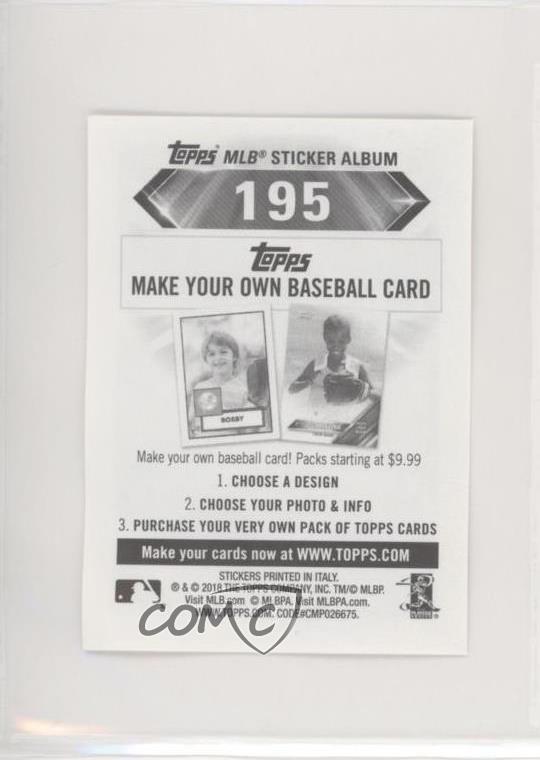 Topps® MLB® STICKER ALBUM
195
Topps
MAKE YOUR OWN BASEBALL CARD
BOBBY
Make your own baseball card! Packs starting at $9.99
1. CHOOSE A DESIGN
2. CHOOSE YOUR PHOTO & INFO
3. PURCHASE YOUR VERY OWN PACK OF TOPPS CARDS
Make your cards now at WWW.TOPPS.COM
STICKERS PRINTED IN ITALY.
® & © 2018 THE TOPPS COMPANY, INC. TM/© MLBP.
Visit MLB.com © MLBPA. Visit MLBPA.com.
WWW.TOPPS.COM. CODE#CMP026675.
COMC